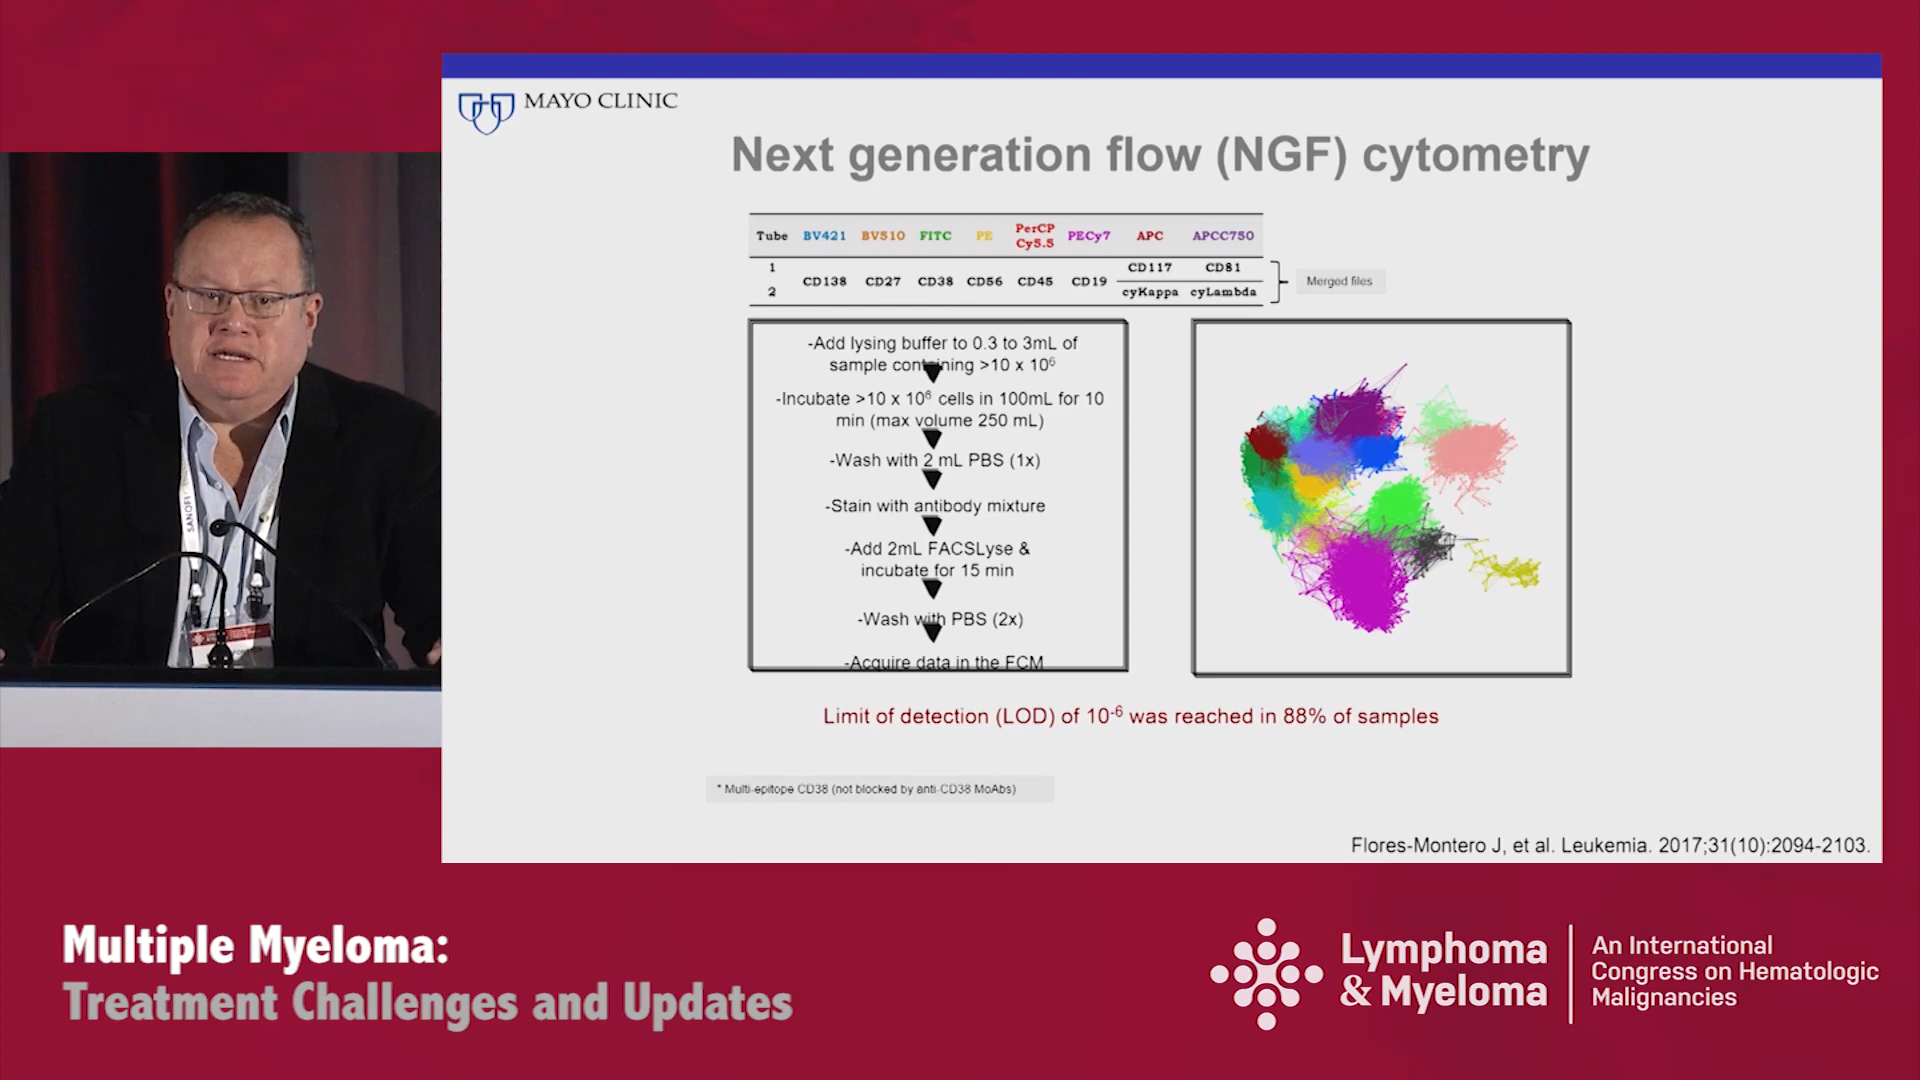 MAYO CLINIC
Next generation flow (NGF) cytometry
Tube BV421 BV510 FITC PE PerCP Cy5.5 PECy7 APC APCC750
1 CD138 CD27 CD38 CD56 CD45 CD19 CD117 CD81
2 cyKappa cyLambda
Merged files
-Add lysing buffer to 0.3 to 3mL of
sample containing >10 x 10⁶
-Incubate >10 x 10⁶ cells in 100mL for 10
min (max volume 250 mL)
-Wash with 2 mL PBS (1x)
-Stain with antibody mixture
-Add 2mL FACSLyse &
incubate for 15 min
-Wash with PBS (2x)
-Acquire data in the FCM
Limit of detection (LOD) of 10⁻⁶ was reached in 88% of samples
* Multi-epitope CD38 (not blocked by anti-CD38 MoAbs)
Flores-Montero J, et al. Leukemia. 2017;31(10):2094-2103.
SANOFI
Multiple Myeloma:
Treatment Challenges and Updates
Lymphoma
& Myeloma
An International
Congress on Hematologic
Malignancies